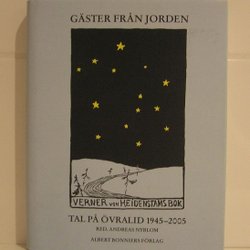 GÄSTER FRÅN JORDEN
VERNER von HEIDENSTAMS BOK
TAL PÅ ÖVRALID 1945–2005
RED. ANDREAS NYBLOM
ALBERT BONNIERS FÖRLAG